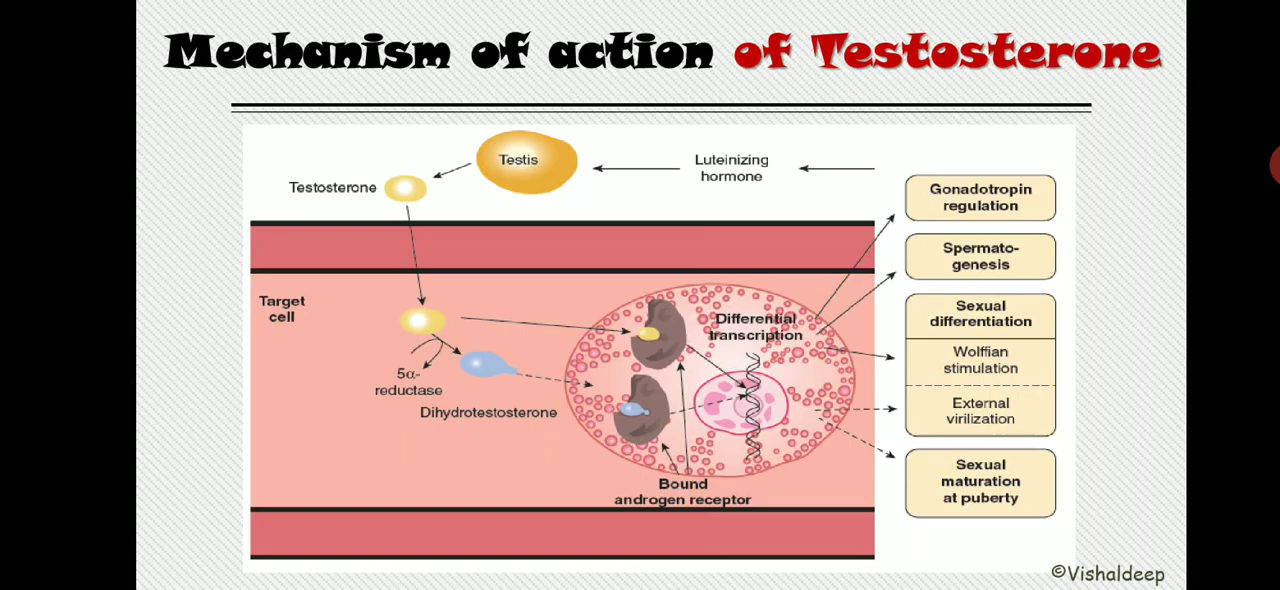 Mechanism of action of Testosterone
Testis
Luteinizing
hormone
Testosterone
Gonadotropin
regulation
Spermato-
genesis
Target
cell
Differential
transcription
Sexual
differentiation
Wolffian
stimulation
5α-
reductase
Dihydrotestosterone
External
virilization
Bound
androgen receptor
Sexual
maturation
at puberty
©Vishaldeep